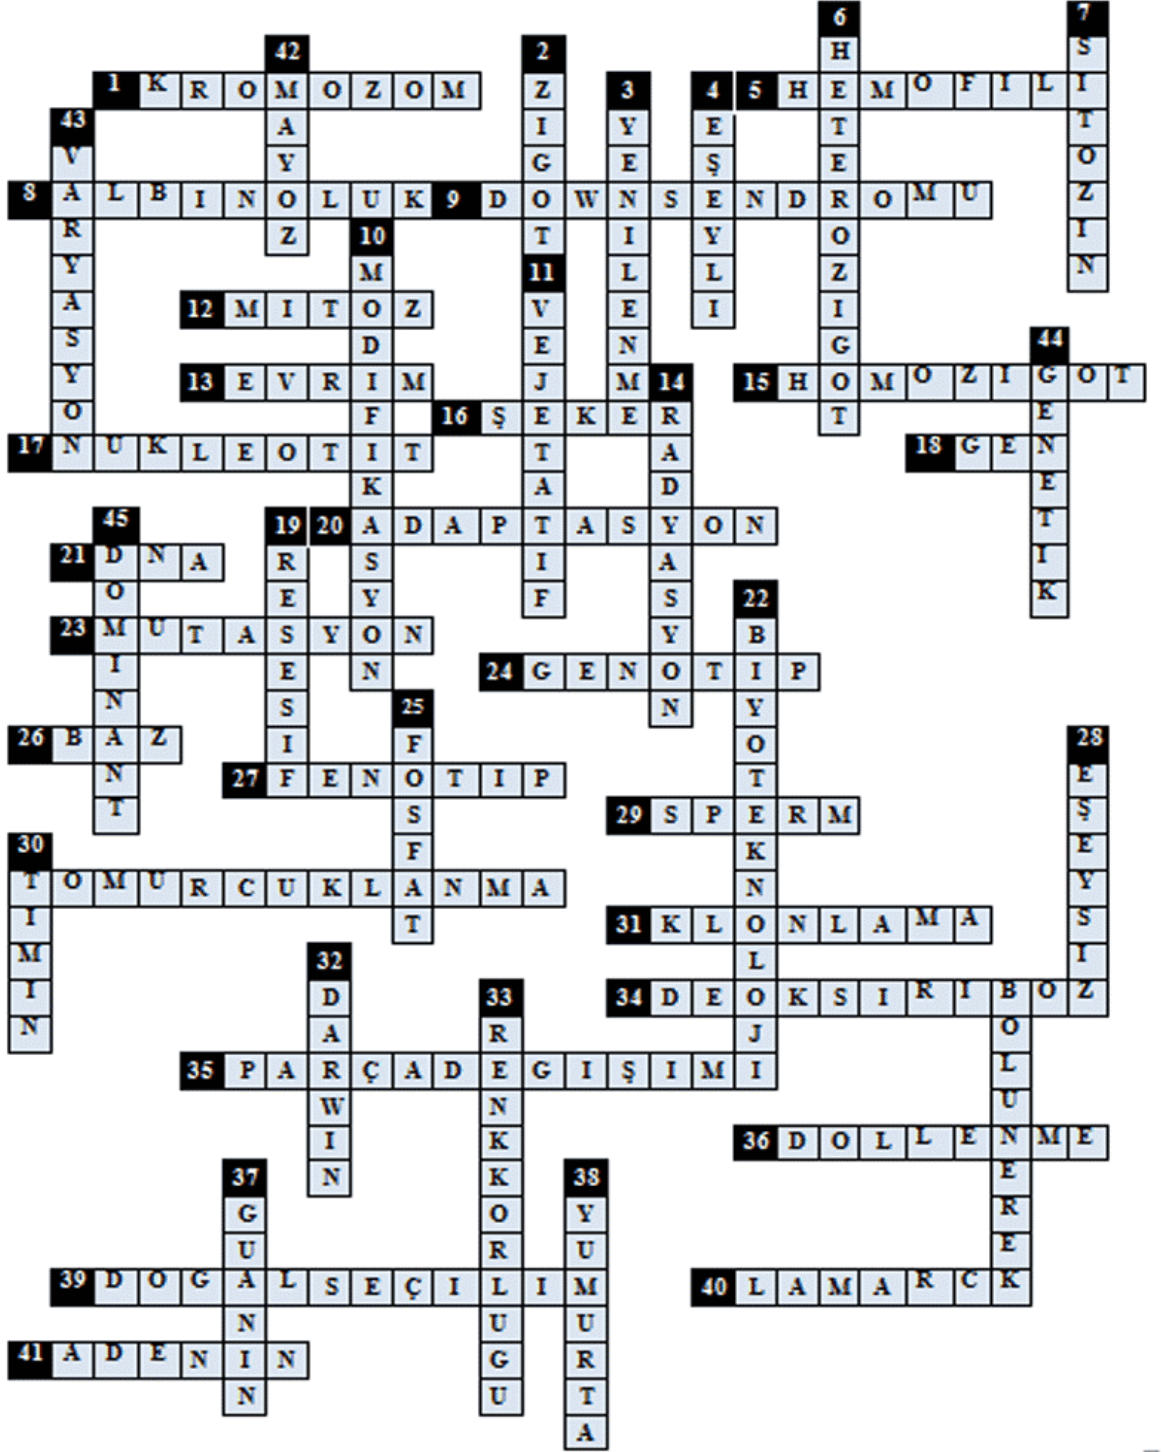 1 KROMOZOM
2 ZIGOT
3 YENILENME
4 EŞEYLI
5 HEMOFILI
6 HETEROZIGOT
7 SITOZIN
8 ALBINOLUK
9 DOWNSENDROMU
10 MODIFIKASYON
11 VEJETATIF
12 MITOZ
13 EVRIM
14 RADYASYON
15 HOMOZIGOT
16 ŞEKER
17 NUKLEOTIT
18 GEN
19 RESESIF
20 ADAPTASYON
21 DNA
22 BIYOTEKNOLOJI
23 MUTASYON
24 GENOTIP
25 FOSFAT
26 BAZ
27 FENOTIP
28 EŞEYSIZ
29 SPERM
30 TIMIN
TOMURCUKLANMA
31 KLONLAMA
32 DARWIN
33 RENKKORLUGU
34 DEOKSIRIBOZ
BOLUNEREK
35 PARÇADEGIŞIMI
36 DOLLENME
37 GUANIN
38 YUMURTA
39 DOGALSEÇILIM
40 LAMARCK
41 ADENIN
42 MAYOZ
43 VARYASYON
44 GENETIK
45 DOMINANT